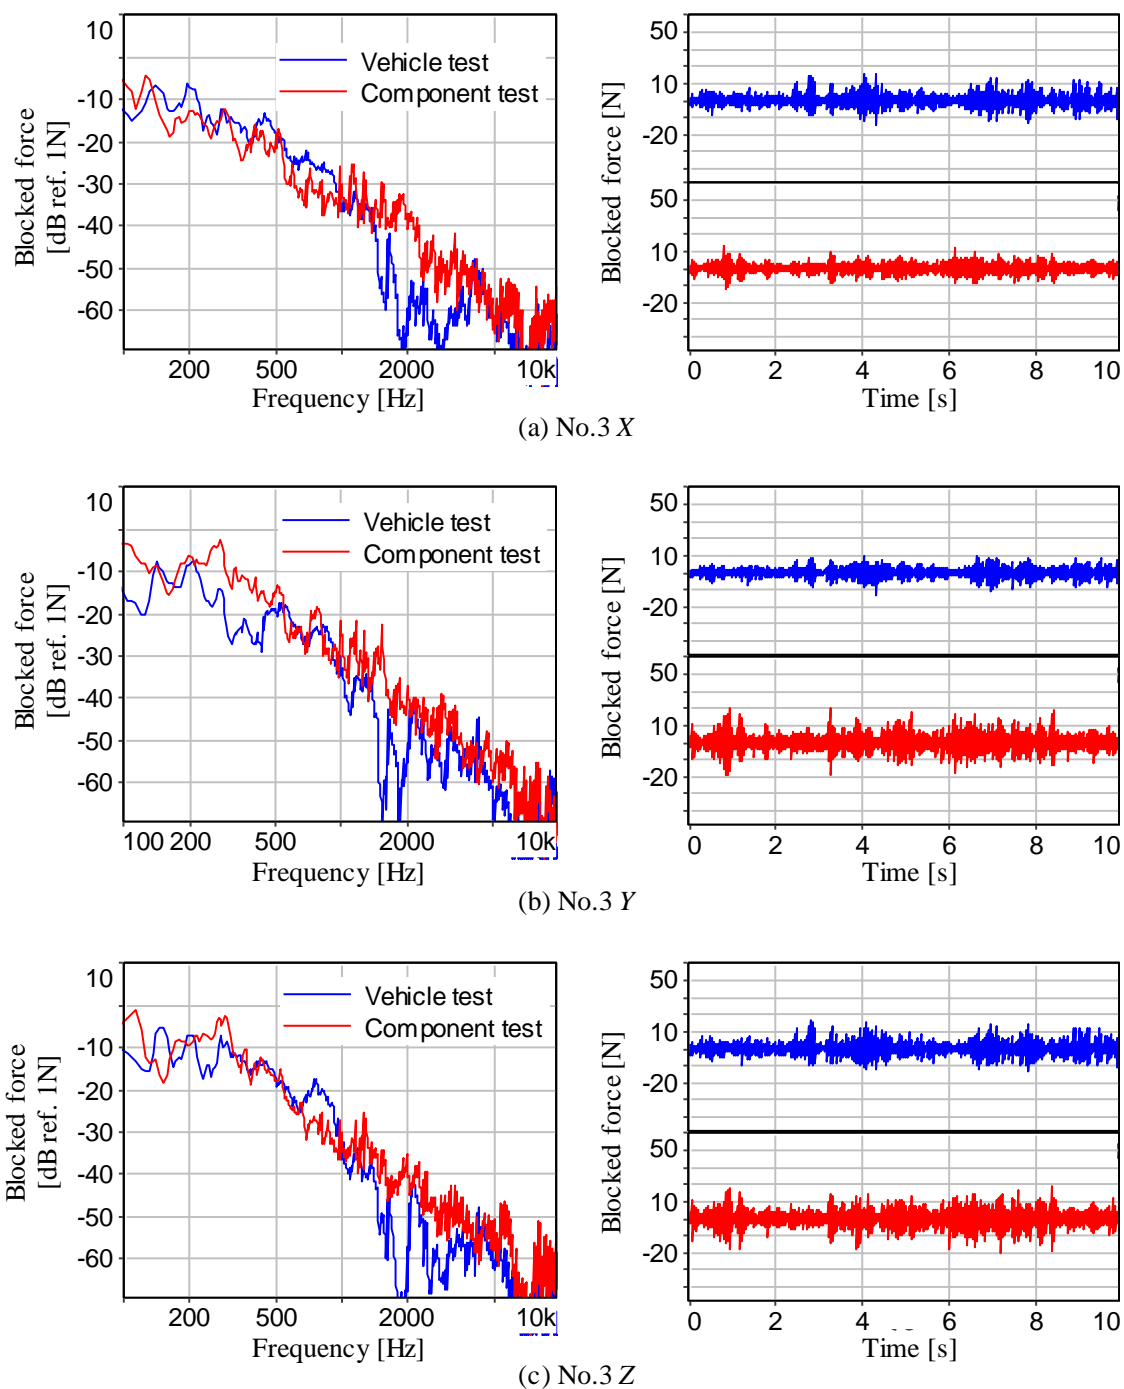 10
-10
-20
-30
-40
-50
-60
Blocked force
[dB ref. 1N]
Vehicle test
Component test
200 500 2000 10k
Frequency [Hz]
50
10
-20
50
10
-20
Blocked force [N]
0 2 4 6 8 10
Time [s]
(a) No.3 X
10
-10
-20
-30
-40
-50
-60
Blocked force
[dB ref. 1N]
Vehicle test
Component test
100 200 500 2000 10k
Frequency [Hz]
50
10
-20
50
10
-20
Blocked force [N]
0 2 4 6 8 10
Time [s]
(b) No.3 Y
10
-10
-20
-30
-40
-50
-60
Blocked force
[dB ref. 1N]
Vehicle test
Component test
200 500 2000 10k
Frequency [Hz]
50
10
-20
50
10
-20
Blocked force [N]
0 2 4 6 8 10
Time [s]
(c) No.3 Z